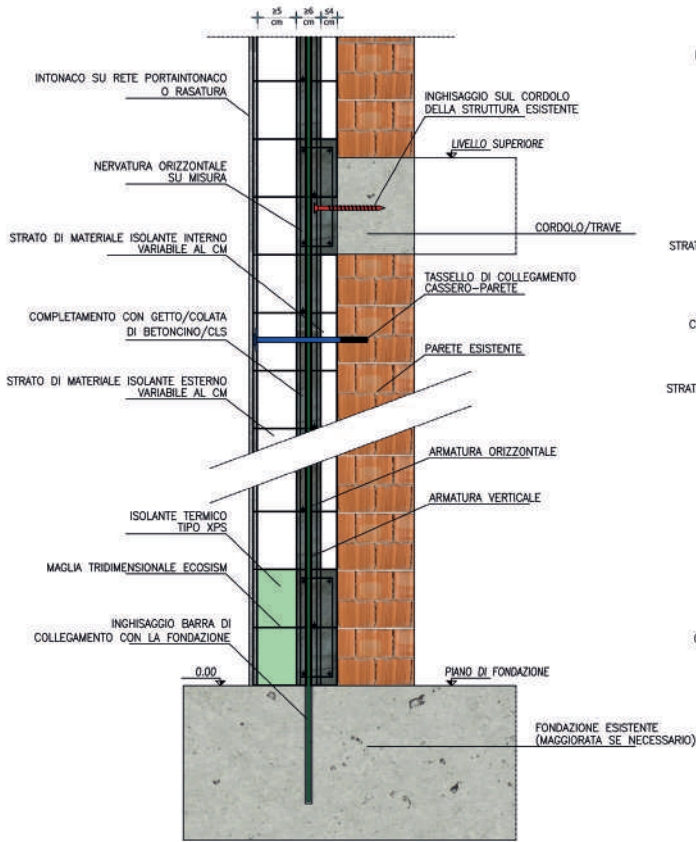 ≥5 ≥6 ≤4
cm cm cm
INTONACO SU RETE PORTAINTONACO
O RASATURA
NERVATURA ORIZZONTALE
SU MISURA
STRATO DI MATERIALE ISOLANTE INTERNO
VARIABILE AL CM
COMPLETAMENTO CON GETTO/COLATA
DI BETONCINO/CLS
STRATO DI MATERIALE ISOLANTE ESTERNO
VARIABILE AL CM
ISOLANTE TERMICO
TIPO XPS
MAGLIA TRIDIMENSIONALE ECOSISM
INGHISAGGIO BARRA DI
COLLEGAMENTO CON LA FONDAZIONE
0.00
INGHISAGGIO SUL CORDOLO
DELLA STRUTTURA ESISTENTE
LIVELLO SUPERIORE
CORDOLO/TRAVE
TASSELLO DI COLLEGAMENTO
CASSERO-PARETE
PARETE ESISTENTE
ARMATURA ORIZZONTALE
ARMATURA VERTICALE
PIANO DI FONDAZIONE
FONDAZIONE ESISTENTE
(MAGGIORATA SE NECESSARIO)